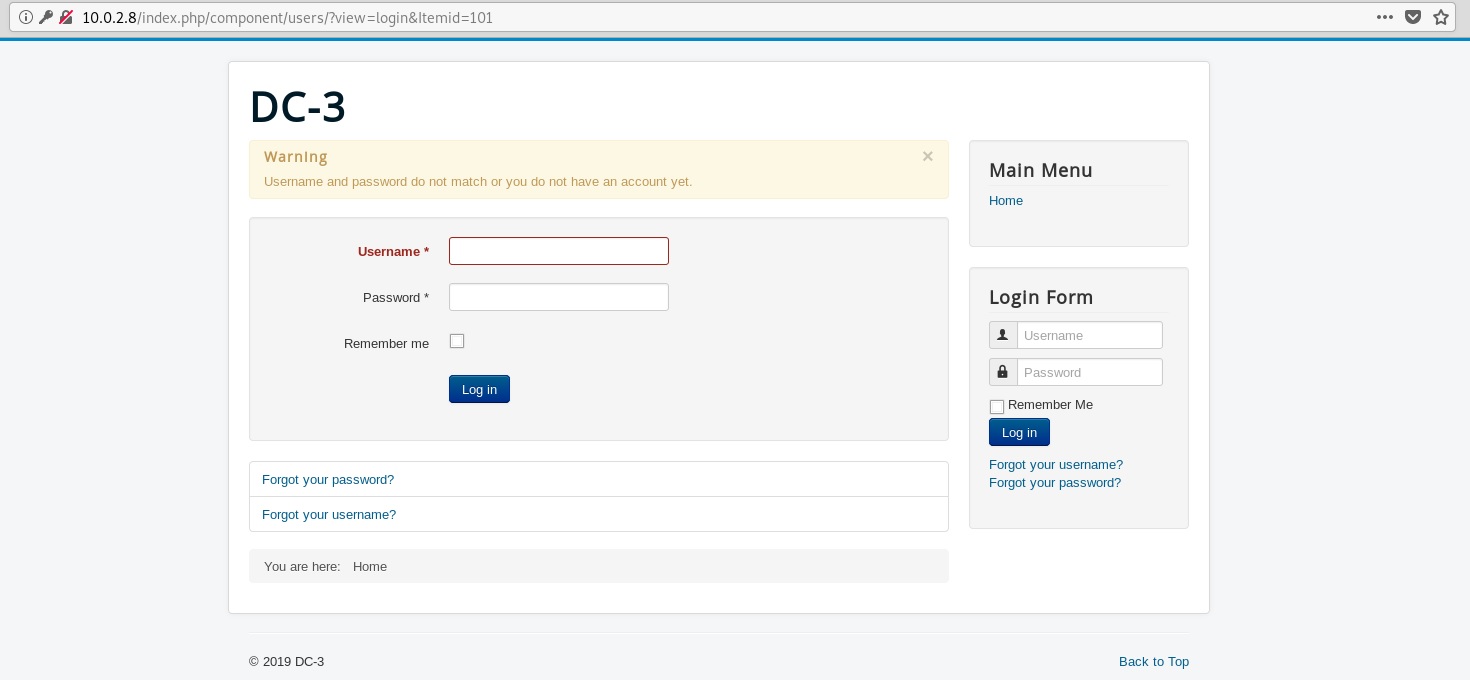 10.0.2.8/index.php/component/users/?view=login&Itemid=101
DC-3
Warning
×
Username and password do not match or you do not have an account yet.
Username *
Password *
Remember me
Log in
Forgot your password?
Forgot your username?
You are here: Home
Main Menu
Home
Login Form
Username
Password
Remember Me
Log in
Forgot your username?
Forgot your password?
© 2019 DC-3
Back to Top